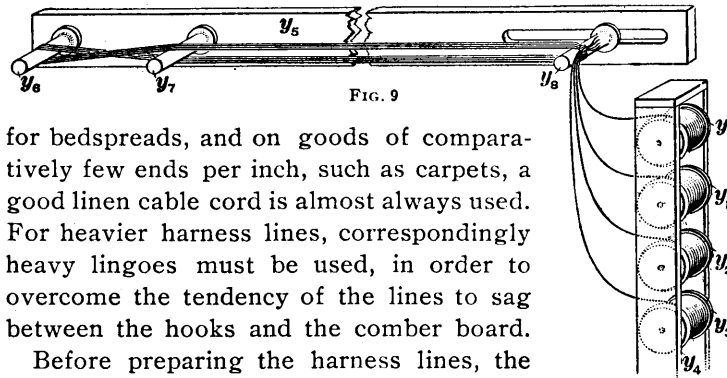 y5
y6
y7
y8
FIG. 9
y
y
y
y
y4
for bedspreads, and on goods of compara-
tively few ends per inch, such as carpets, a
good linen cable cord is almost always used.
For heavier harness lines, correspondingly
heavy lingoes must be used, in order to
overcome the tendency of the lines to sag
between the hooks and the comber board.
Before preparing the harness lines, the